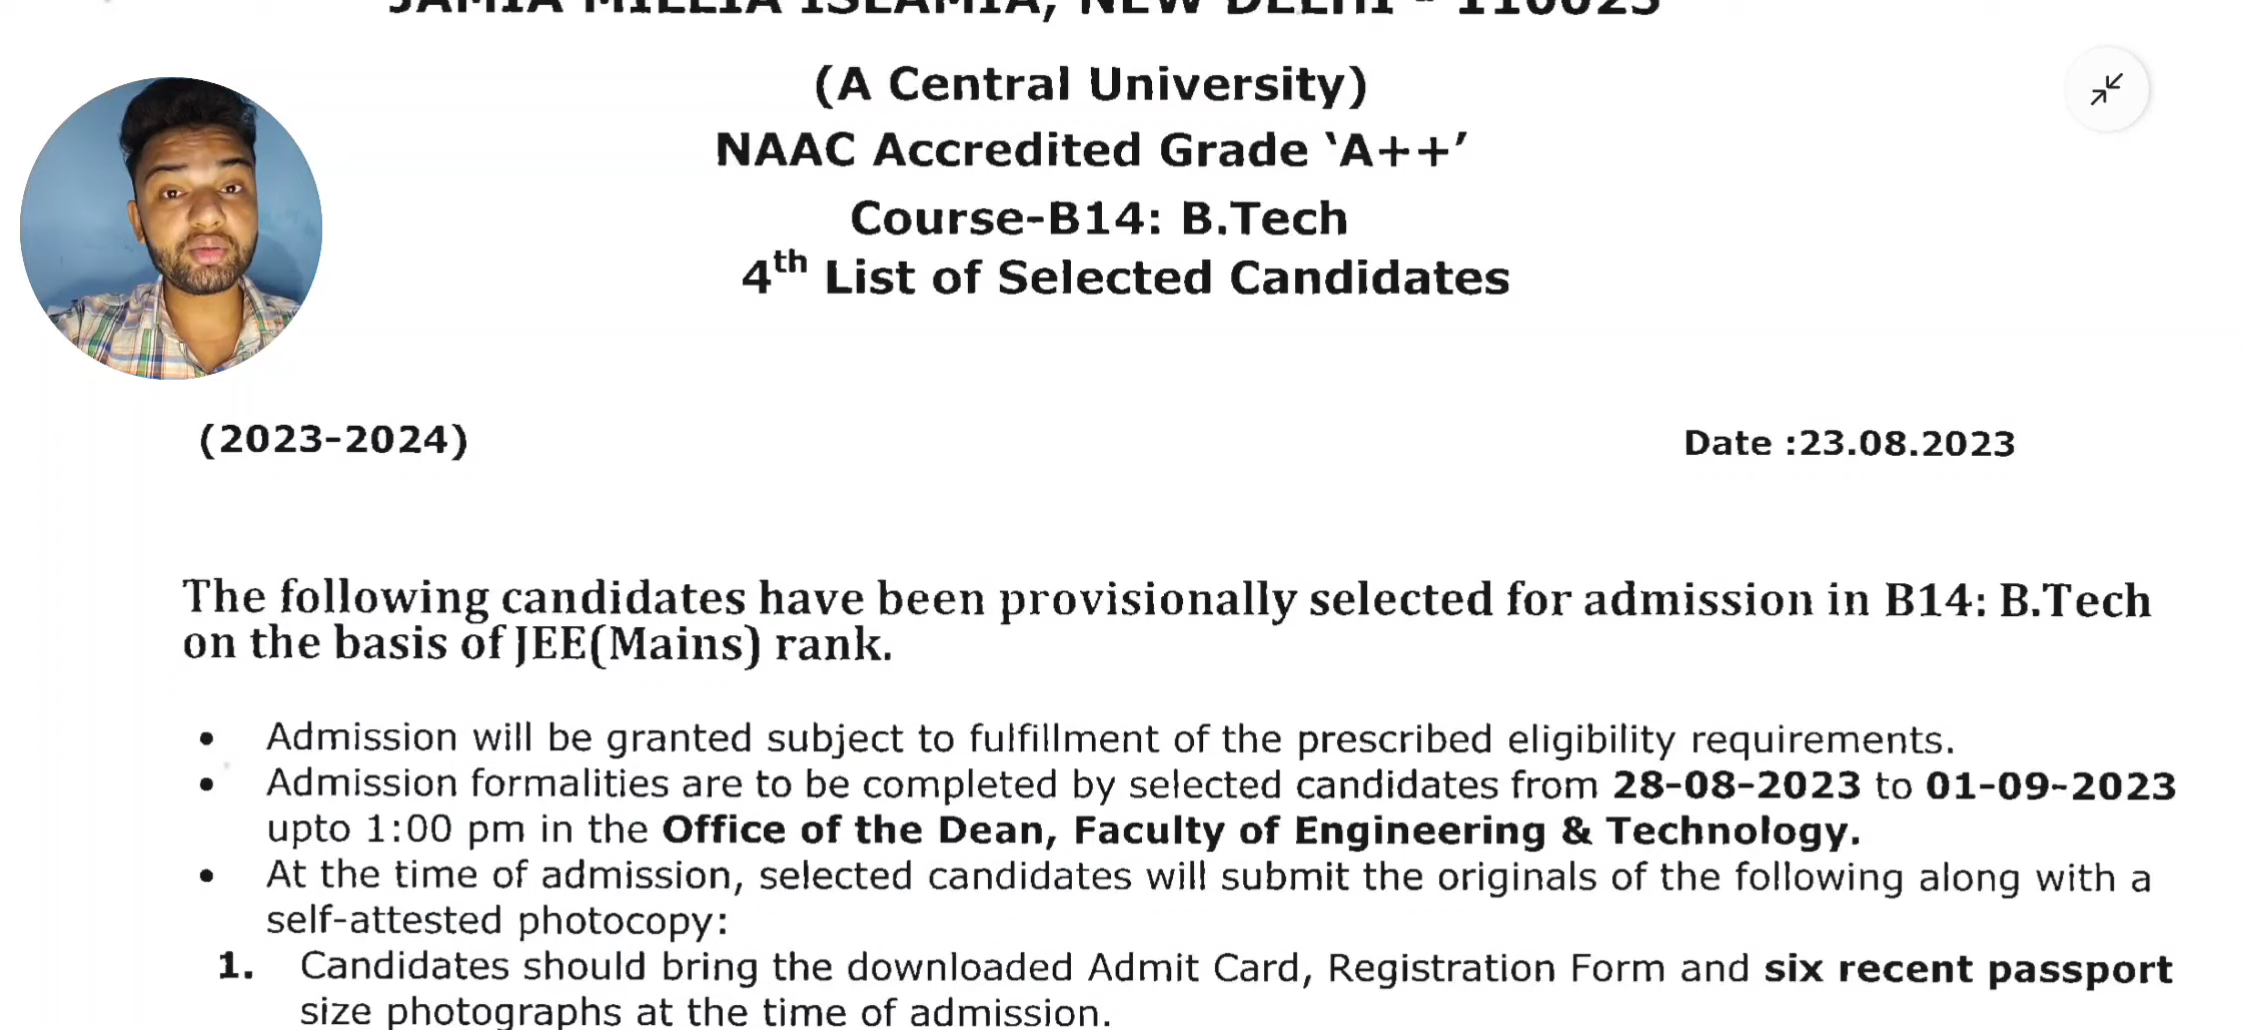 JAMIA MILLIA ISLAMIA, NEW DELHI - 110025
(A Central University)
NAAC Accredited Grade ‘A++’
Course-B14: B.Tech
4th List of Selected Candidates
(2023-2024)
Date :23.08.2023
The following candidates have been provisionally selected for admission in B14: B.Tech
on the basis of JEE(Mains) rank.
• Admission will be granted subject to fulfillment of the prescribed eligibility requirements.
• Admission formalities are to be completed by selected candidates from 28-08-2023 to 01-09-2023
upto 1:00 pm in the Office of the Dean, Faculty of Engineering & Technology.
• At the time of admission, selected candidates will submit the originals of the following along with a
self-attested photocopy:
1. Candidates should bring the downloaded Admit Card, Registration Form and six recent passport
size photographs at the time of admission.